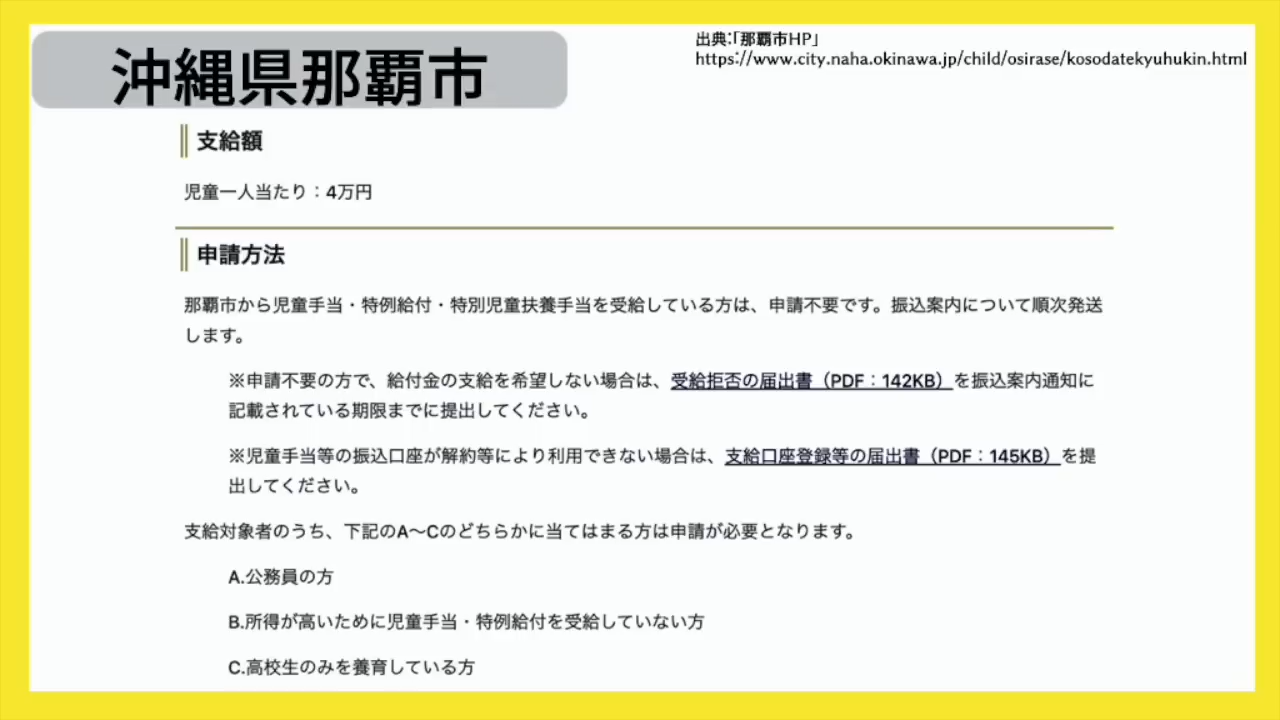 沖縄県那覇市
出典:「那覇市HP」
https://www.city.naha.okinawa.jp/child/osirase/kosodatekyuhukin.html
支給額
児童一人当たり：4万円
申請方法
那覇市から児童手当・特例給付・特別児童扶養手当を受給している方は、申請不要です。振込案内について順次発送
します。
※申請不要の方で、給付金の支給を希望しない場合は、受給拒否の届出書（PDF：142KB）を振込案内通知に
記載されている期限までに提出してください。
※児童手当等の振込口座が解約等により利用できない場合は、支給口座登録等の届出書（PDF：145KB）を提
出してください。
支給対象者のうち、下記のA～Cのどちらかに当てはまる方は申請が必要となります。
A.公務員の方
B.所得が高いために児童手当・特例給付を受給していない方
C.高校生のみを養育している方